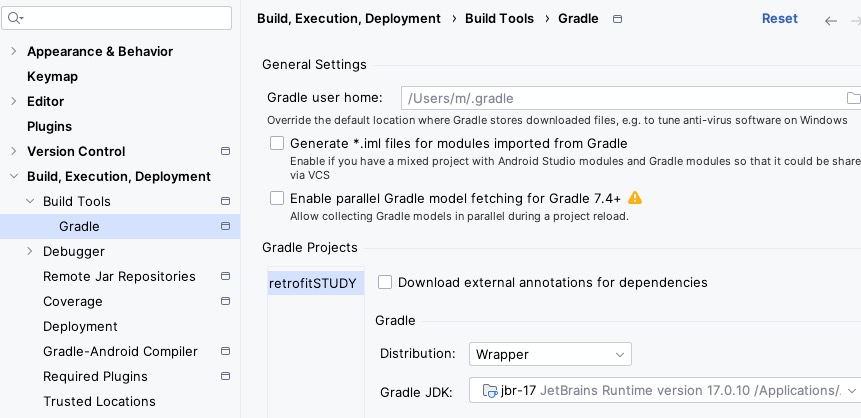 Build, Execution, Deployment › Build Tools › Gradle
Reset
Appearance & Behavior
Keymap
Editor
Plugins
Version Control
Build, Execution, Deployment
Build Tools
Gradle
Debugger
Remote Jar Repositories
Coverage
Deployment
Gradle-Android Compiler
Required Plugins
Trusted Locations
General Settings
Gradle user home: /Users/m/.gradle
Override the default location where Gradle stores downloaded files, e.g. to tune anti-virus software on Windows
Generate *.iml files for modules imported from Gradle
Enable if you have a mixed project with Android Studio modules and Gradle modules so that it could be share
via VCS
Enable parallel Gradle model fetching for Gradle 7.4+
Allow collecting Gradle models in parallel during a project reload.
Gradle Projects
retrofitSTUDY
Download external annotations for dependencies
Gradle
Distribution: Wrapper
Gradle JDK: jbr-17 JetBrains Runtime version 17.0.10 /Applications/